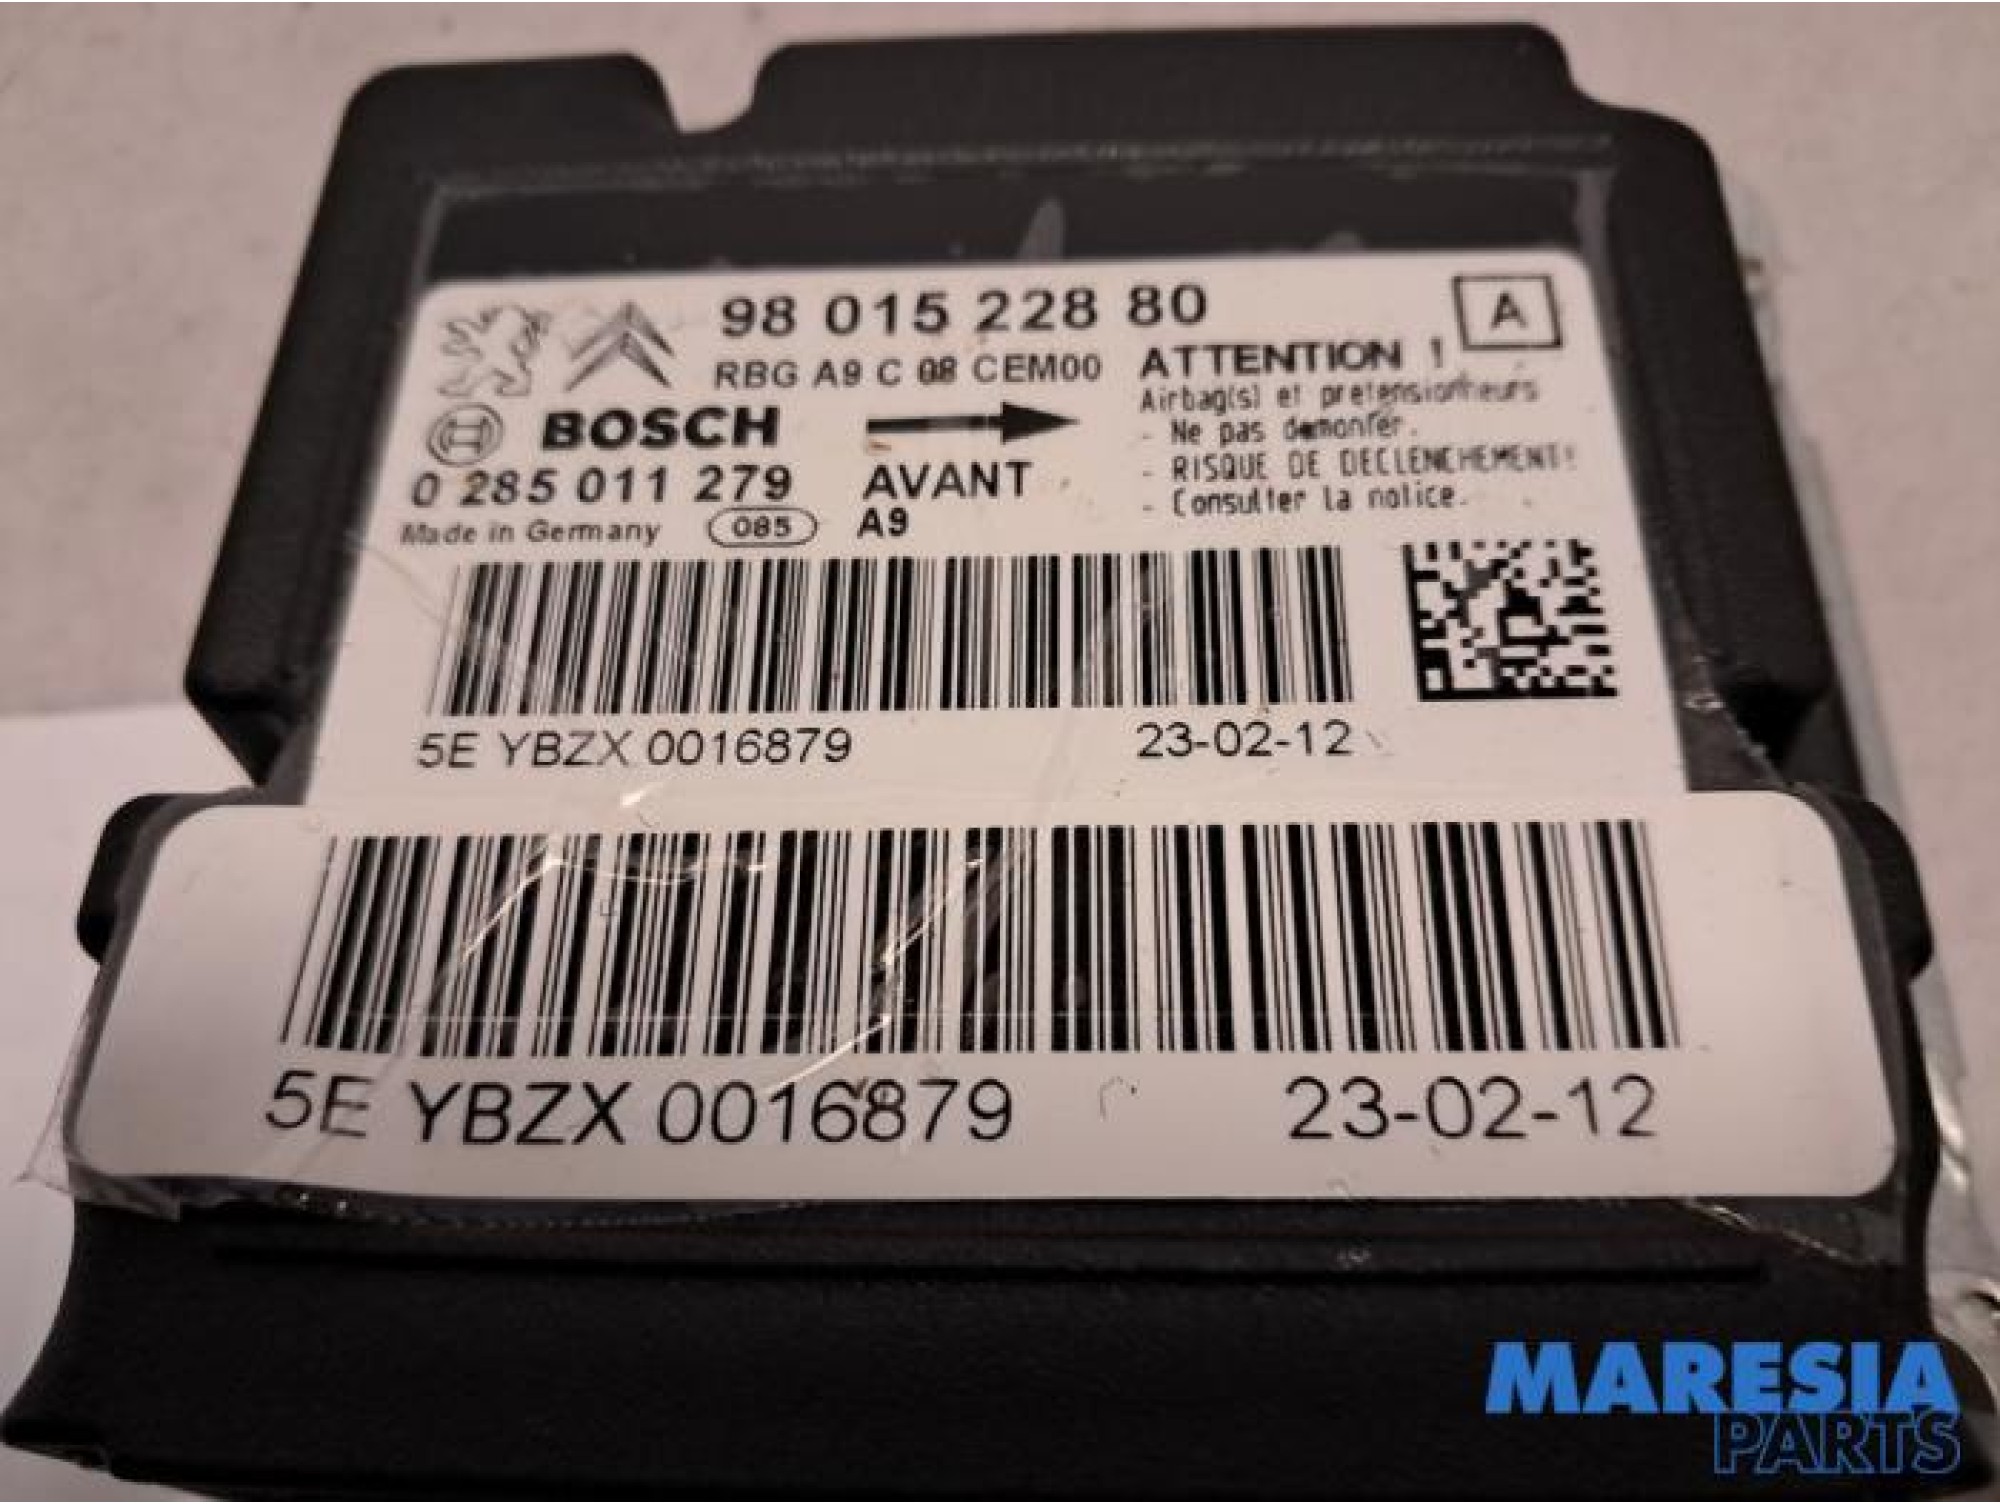 98 015 228 80
A
RBG A9 C 08 CEM00
ATTENTION !
Airbag(s) et pretensionneurs
- Ne pas demonter.
- RISQUE DE DECLENCHEMENT!
- Consulter la notice.
BOSCH
0 285 011 279
AVANT
Made in Germany
085
A9
5E YBZX 0016879
23-02-12
5E YBZX 0016879
23-02-12
MARESIA
PARTS